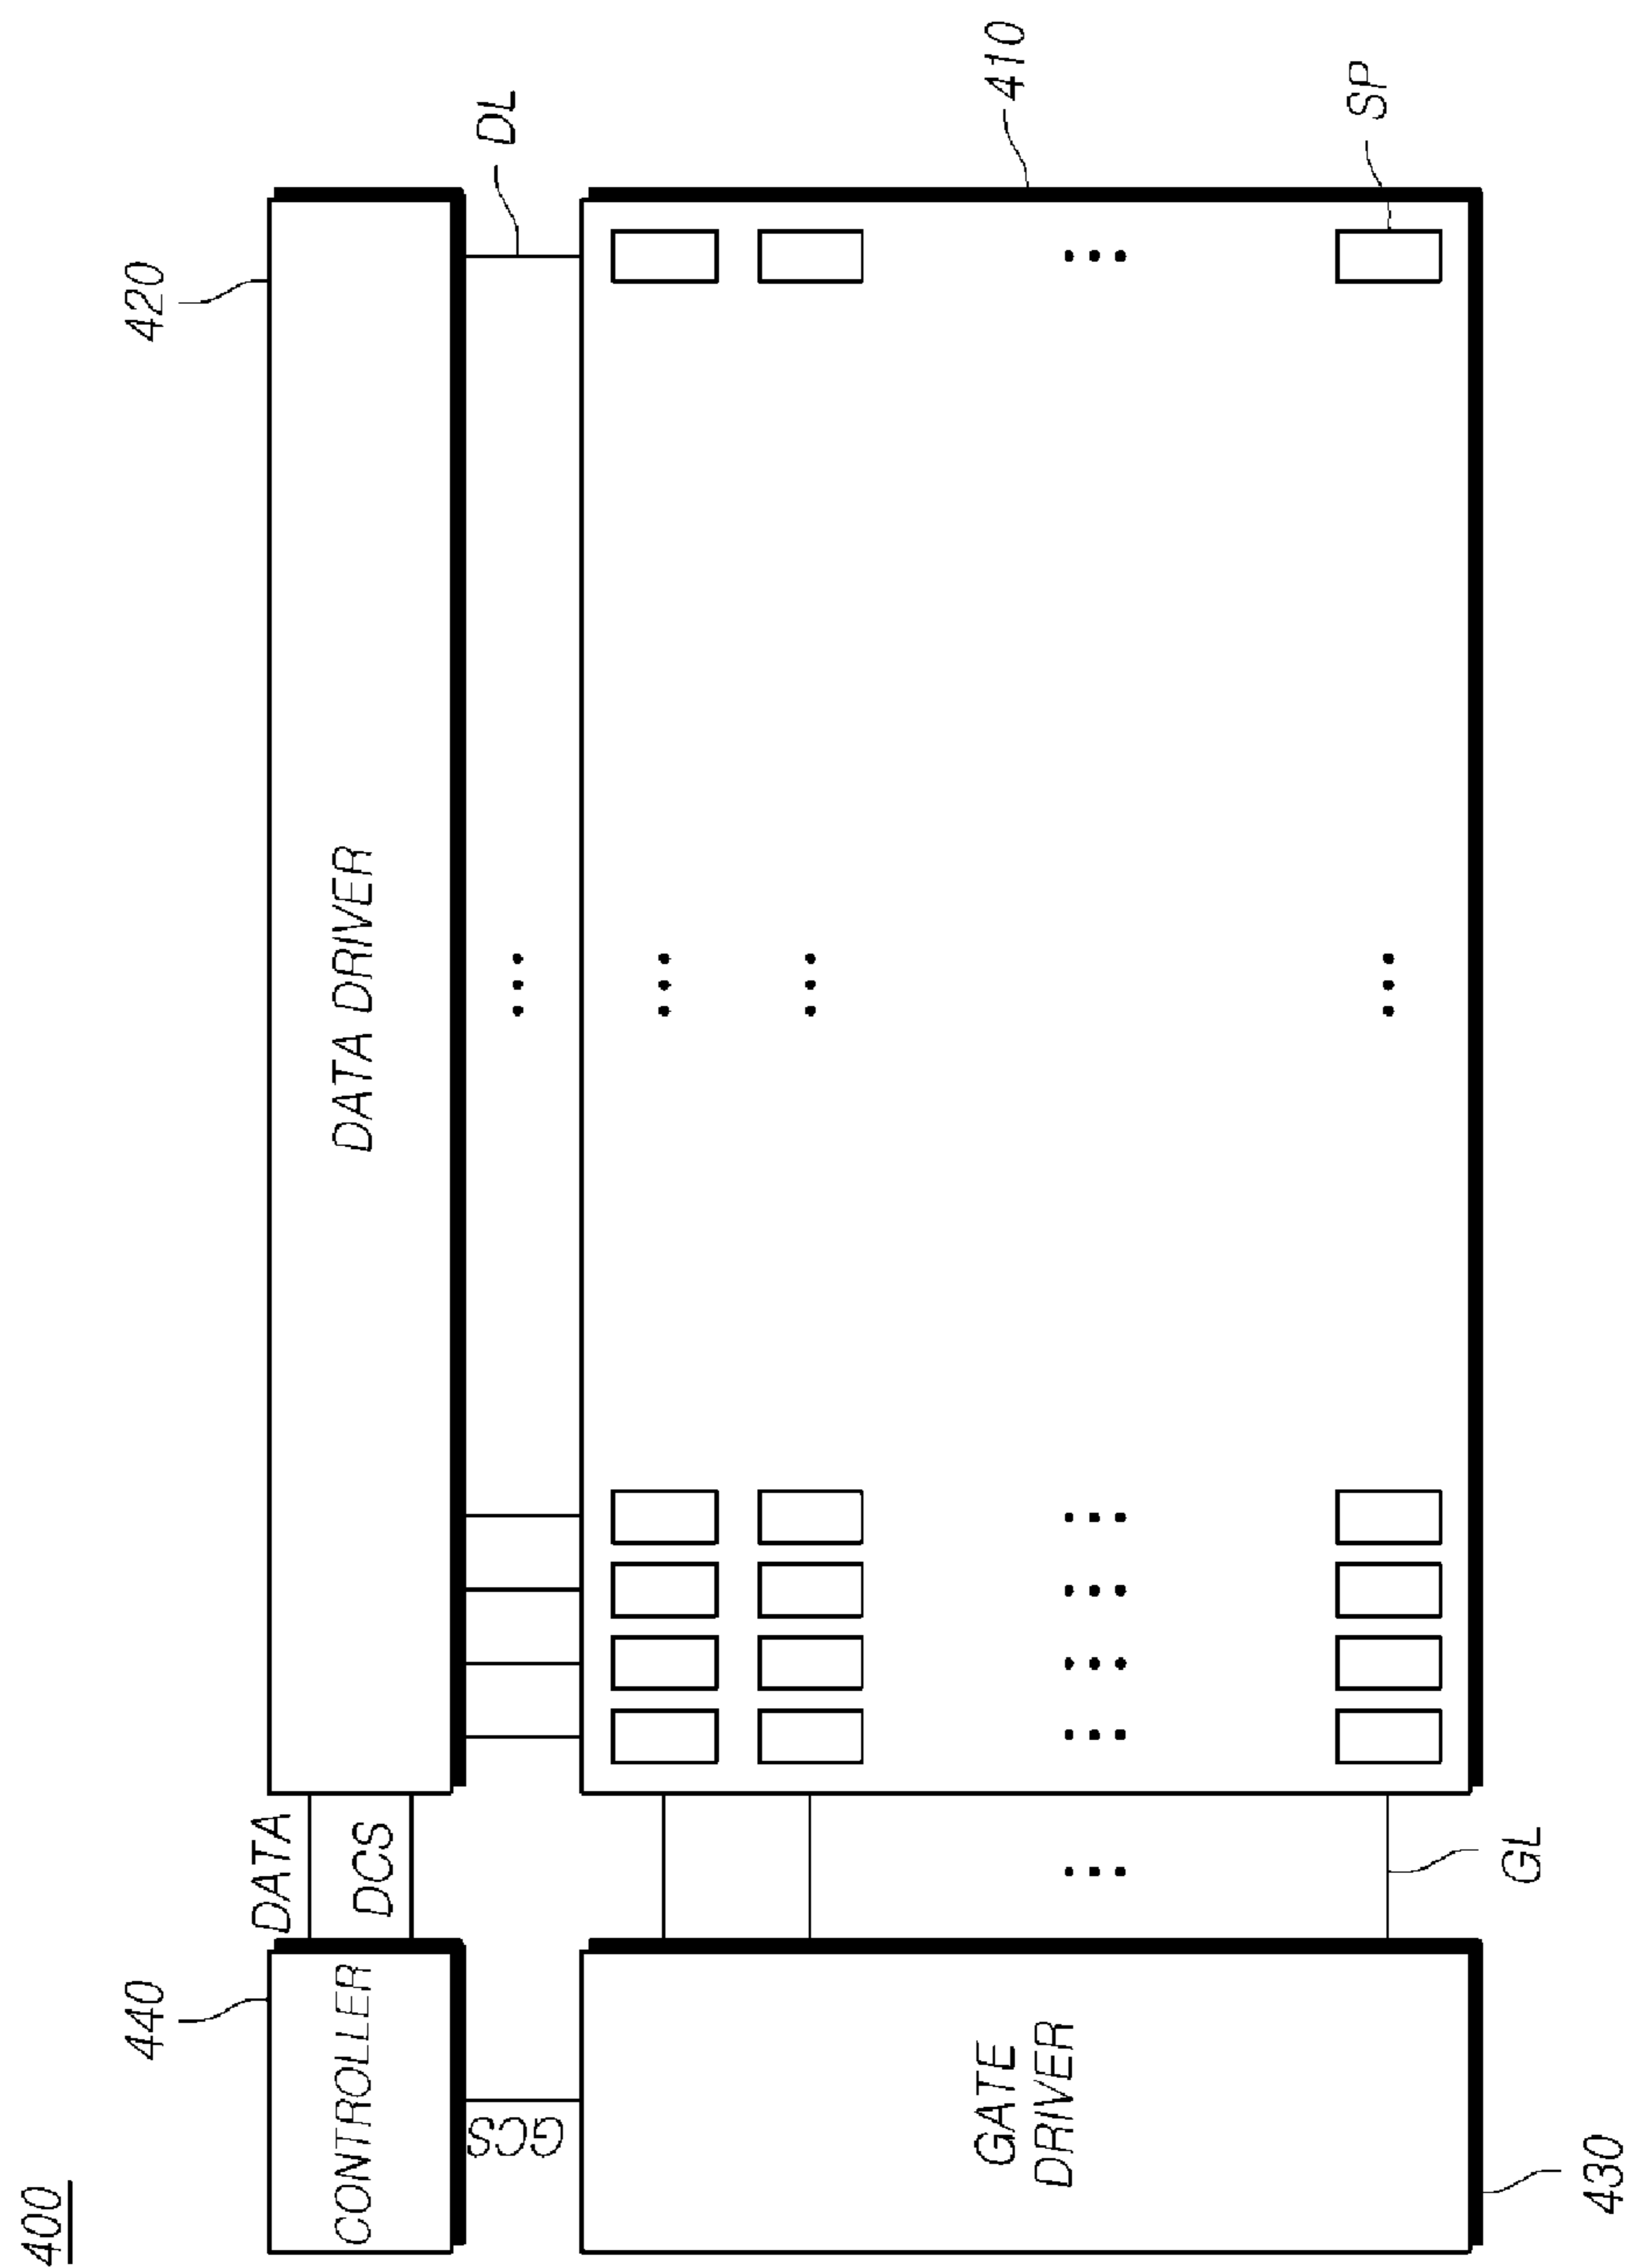 400
440
DATA
420
CONTROLLER
DCS
DATA DRIVER
GCS
DL
GATE
DRIVER
410
SP
GL
430